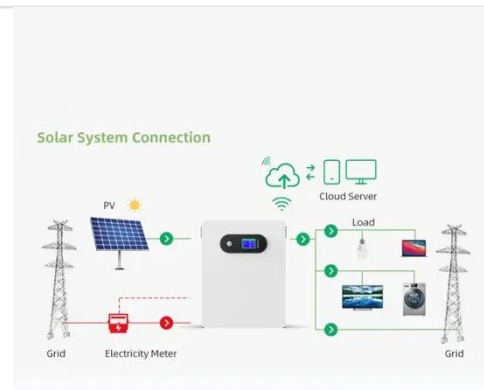 Solar System Connection
Cloud Server
PV
Load
Grid
Electricity Meter
Grid